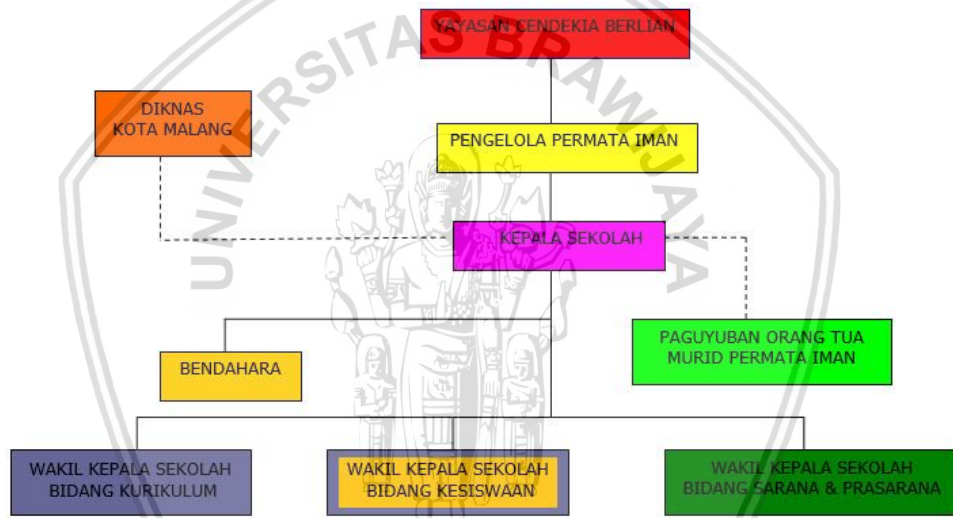 UNIVERSITAS BRAWIJAYA
YAYASAN CENDEKIA BERLIAN
DIKNAS
KOTA MALANG
PENGELOLA PERMATA IMAN
KEPALA SEKOLAH
PAGUYUBAN ORANG TUA
MURID PERMATA IMAN
BENDAHARA
WAKIL KEPALA SEKOLAH
BIDANG KURIKULUM
WAKIL KEPALA SEKOLAH
BIDANG KESISWAAN
WAKIL KEPALA SEKOLAH
BIDANG SARANA & PRASARANA